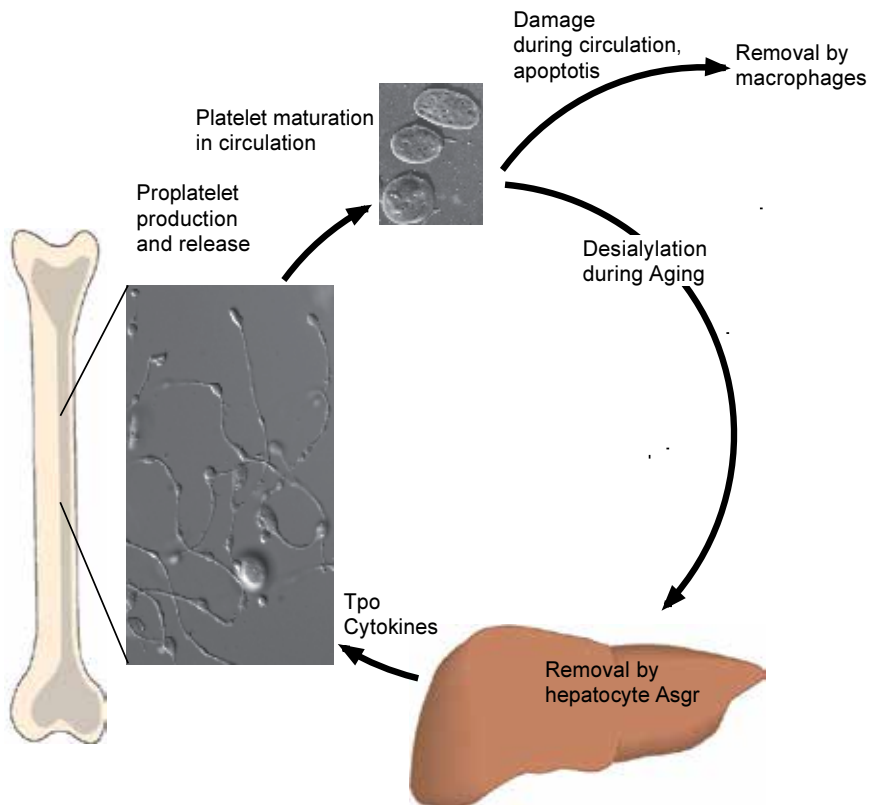 Damage
during circulation,
apoptotis
Removal by
macrophages
Platelet maturation
in circulation
Proplatelet
production
and release
Desialylation
during Aging
Tpo
Cytokines
Removal by
hepatocyte Asgr